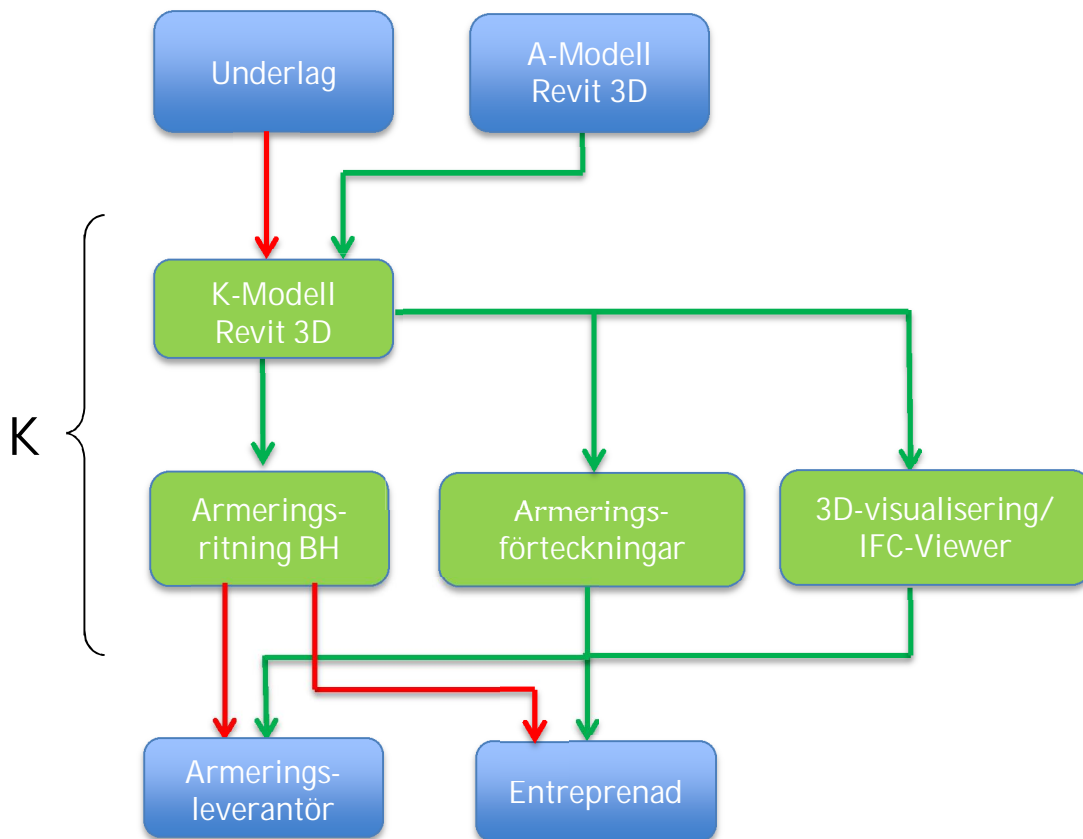 Underlag
A-Modell
Revit 3D
K-Modell
Revit 3D
K
Armerings-
ritning BH
Armerings-
förteckningar
3D-visualisering/
IFC-Viewer
Armerings-
leverantör
Entreprenad